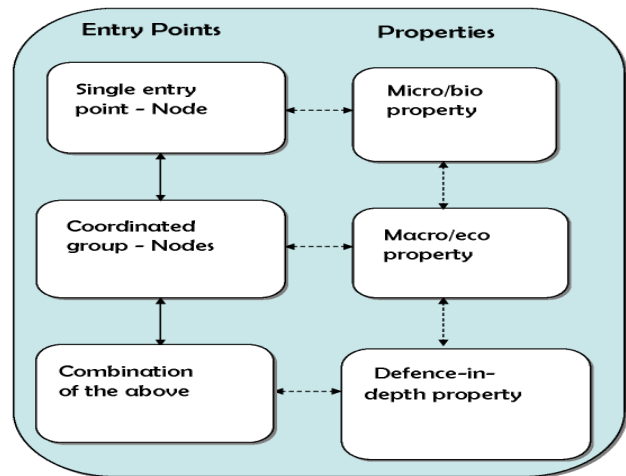 Entry Points
Properties
Single entry
point - Node
Micro/bio
property
Coordinated
group - Nodes
Macro/eco
property
Combination
of the above
Defence-in-
depth property